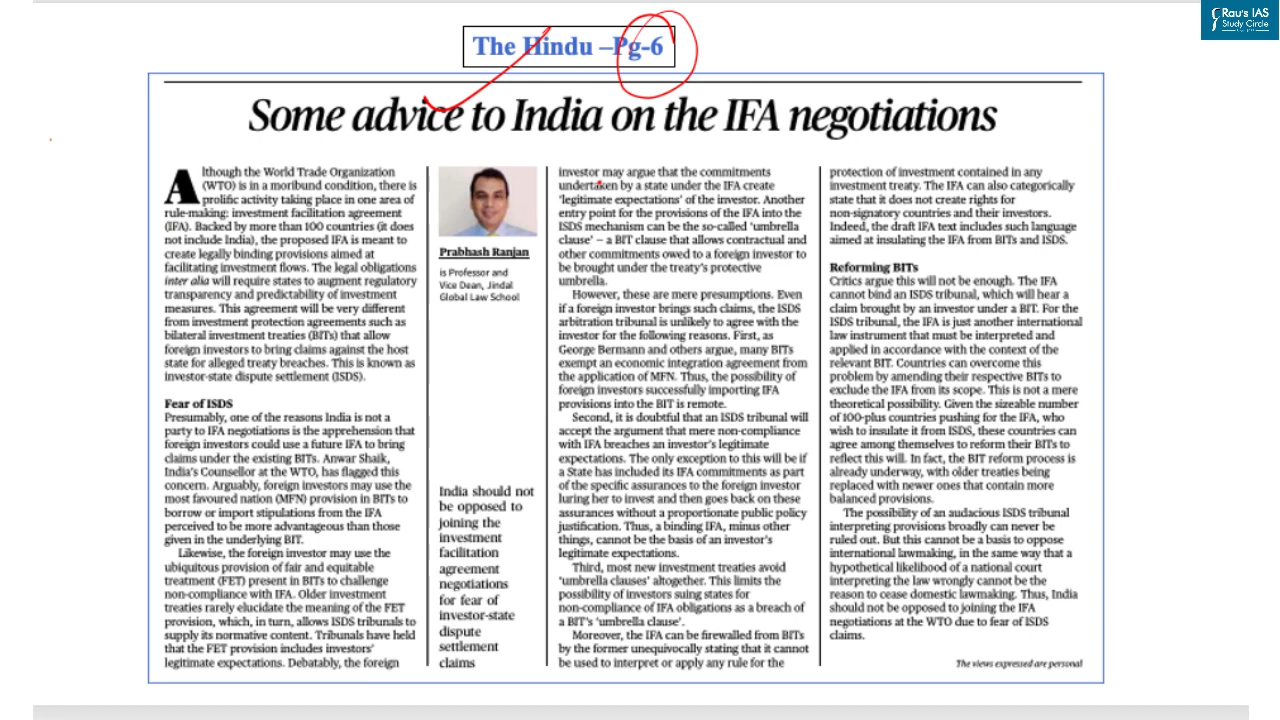 Rau's IAS
Study Circle
The Hindu –Pg-6
Some advice to India on the IFA negotiations
Although the World Trade Organization
(WTO) is in a moribund condition, there is
prolific activity taking place in one area of
rule-making: investment facilitation agreement
(IFA). Backed by more than 100 countries (it does
not include India), the proposed IFA is meant to
create legally binding provisions aimed at
facilitating investment flows. The legal obligations
inter alia will require states to augment regulatory
transparency and predictability of investment
measures. This agreement will be very different
from investment protection agreements such as
bilateral investment treaties (BITs) that allow
foreign investors to bring claims against the host
state for alleged treaty breaches. This is known as
investor-state dispute settlement (ISDS).
Fear of ISDS
Presumably, one of the reasons India is not a
party to IFA negotiations is the apprehension that
foreign investors could use a future IFA to bring
claims under the existing BITs. Anwar Shaik,
India's Counsellor at the WTO, has flagged this
concern. Arguably, foreign investors may use the
most favoured nation (MFN) provision in BITs to
borrow or import stipulations from the IFA
perceived to be more advantageous than those
given in the underlying BIT.
Likewise, the foreign investor may use the
ubiquitous provision of fair and equitable
treatment (FET) present in BITs to challenge
non-compliance with IFA. Older investment
treaties rarely elucidate the meaning of the FET
provision, which, in turn, allows ISDS tribunals to
supply its normative content. Tribunals have held
that the FET provision includes investors'
legitimate expectations. Debatably, the foreign
Prabhash Ranjan
is Professor and
Vice Dean, Jindal
Global Law School
India should not
be opposed to
joining the
investment
facilitation
agreement
negotiations
for fear of
investor-state
dispute
settlement
claims
investor may argue that the commitments
undertaken by a state under the IFA create
'legitimate expectations' of the investor. Another
entry point for the provisions of the IFA into the
ISDS mechanism can be the so-called 'umbrella
clause' – a BIT clause that allows contractual and
other commitments owed to a foreign investor to
be brought under the treaty's protective
umbrella.
However, these are mere presumptions. Even
if a foreign investor brings such claims, the ISDS
arbitration tribunal is unlikely to agree with the
investor for the following reasons. First, as
George Bermann and others argue, many BITs
exempt an economic integration agreement from
the application of MFN. Thus, the possibility of
foreign investors successfully importing IFA
provisions into the BIT is remote.
Second, it is doubtful that an ISDS tribunal will
accept the argument that mere non-compliance
with IFA breaches an investor's legitimate
expectations. The only exception to this will be if
a State has included its IFA commitments as part
of the specific assurances to the foreign investor
luring her to invest and then goes back on these
assurances without a proportionate public policy
justification. Thus, a binding IFA, minus other
things, cannot be the basis of an investor's
legitimate expectations.
Third, most new investment treaties avoid
'umbrella clauses' altogether. This limits the
possibility of investors suing states for
non-compliance of IFA obligations as a breach of
a BIT's 'umbrella clause'.
Moreover, the IFA can be firewalled from BITs
by the former unequivocally stating that it cannot
be used to interpret or apply any rule for the
protection of investment contained in any
investment treaty. The IFA can also categorically
state that it does not create rights for
non-signatory countries and their investors.
Indeed, the draft IFA text includes such language
aimed at insulating the IFA from BITs and ISDS.
Reforming BITs
Critics argue this will not be enough. The IFA
cannot bind an ISDS tribunal, which will hear a
claim brought by an investor under a BIT. For the
ISDS tribunal, the IFA is just another international
law instrument that must be interpreted and
applied in accordance with the context of the
relevant BIT. Countries can overcome this
problem by amending their respective BITs to
exclude the IFA from its scope. This is not a mere
theoretical possibility. Given the sizeable number
of 100-plus countries pushing for the IFA, who
wish to insulate it from ISDS, these countries can
agree among themselves to reform their BITs to
reflect this will. In fact, the BIT reform process is
already underway, with older treaties being
replaced with newer ones that contain more
balanced provisions.
The possibility of an audacious ISDS tribunal
interpreting provisions broadly can never be
ruled out. But this cannot be a basis to oppose
international lawmaking, in the same way that a
hypothetical likelihood of a national court
interpreting the law wrongly cannot be the
reason to cease domestic lawmaking. Thus, India
should not be opposed to joining the IFA
negotiations at the WTO due to fear of ISDS
claims.
The views expressed are personal